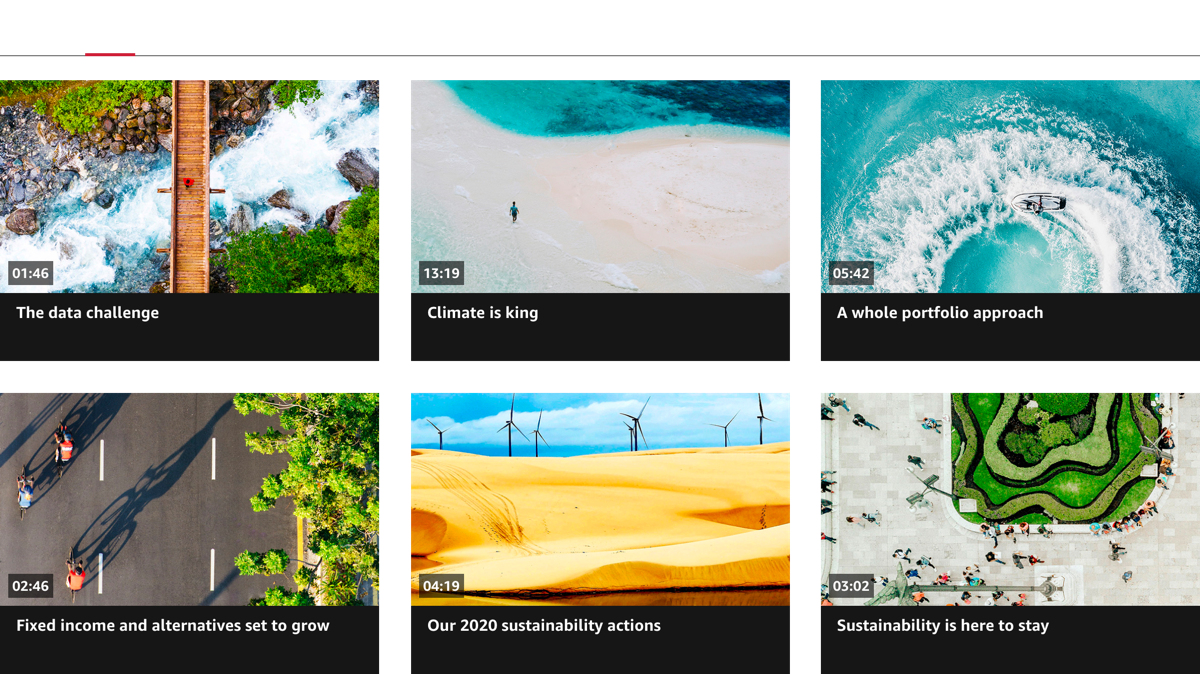 01:46
The data challenge
13:19
Climate is king
05:42
A whole portfolio approach
02:46
Fixed income and alternatives set to grow
04:19
Our 2020 sustainability actions
03:02
Sustainability is here to stay